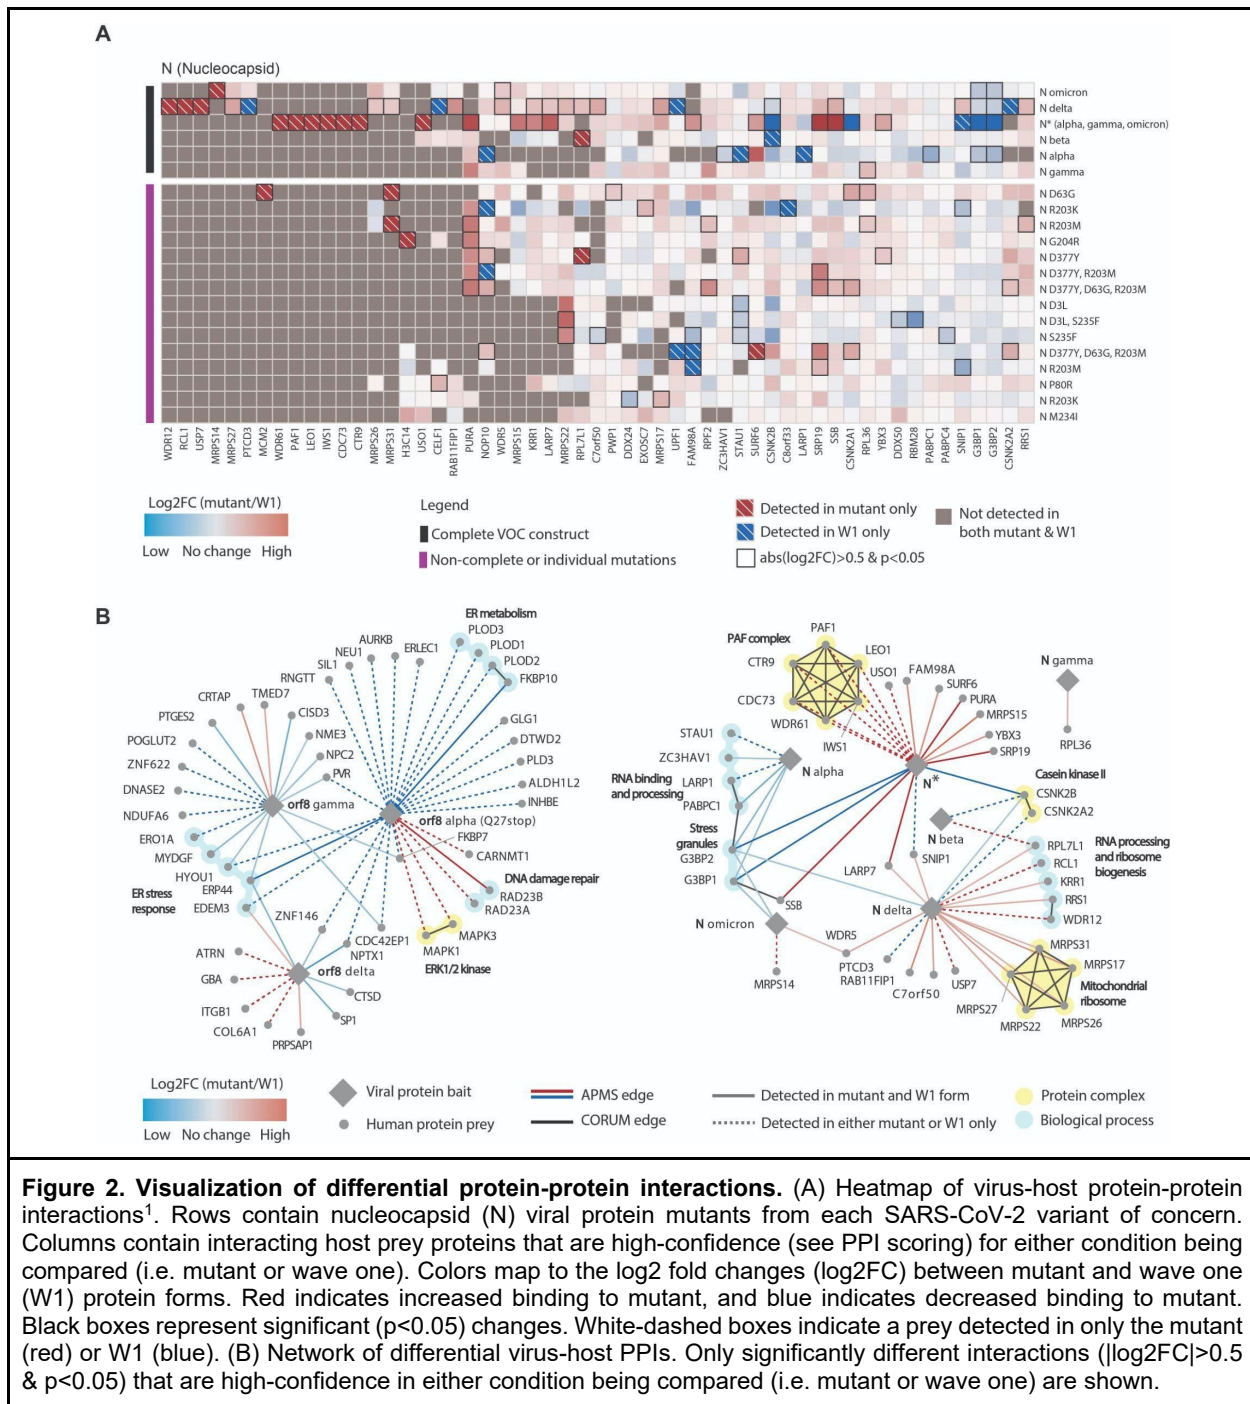 A
N (Nucleocapsid)
N omicron
N delta
N* (alpha, gamma, omicron)
N beta
N alpha
N gamma
N D63G
N R203K
N R203M
N G204R
N D377Y
N D377Y, R203M
N D377Y, D63G, R203M
N D3L
N D3L, S235F
N S235F
N D377Y, D63G, R203M
N R203M
N P80R
N R203K
N M234I
WDR12
RCL1
USP7
MRPS14
MRPS27
PTCD3
MCM2
WDR61
PAF1
LEO1
IWS1
CDC73
CTR9
MRPS26
MRPS31
H3C14
USO1
CELF1
RAB11FIP1
PURA
NOP10
WDR5
MRPS15
KRR1
LARP7
MRPS22
RPL7L1
C7orf50
PWP1
DDX24
EXOSC7
MRPS17
UPF1
FAM98A
RPF2
ZC3HAV1
STAU1
SURF6
CSNK2B
C8orf33
LARP1
SRP19
SSB
CSNK2A1
RPL36
YBX3
DDX50
RBM28
PABPC1
PABPC4
SNIP1
G3BP1
G3BP2
CSNK2A2
RRS1
Log2FC (mutant/W1)
Low No change High
Legend
Complete VOC construct
Non-complete or individual mutations
Detected in mutant only
Detected in W1 only
abs(log2FC)>0.5 & p<0.05
Not detected in
both mutant & W1
B
ER metabolism
PLOD3
PLOD1
PLOD2
FKBP10
AURKB
NEU1
ERLEC1
SIL1
RNGTT
TMED7
CRTAP
CISD3
PTGES2
NME3
POGLUT2
NPC2
ZNF622
PVR
DNASE2
NDUFA6
orf8 gamma
ERO1A
MYDGF
HYOU1
ERP44
ER stress
response
EDEM3
GLG1
DTWD2
PLD3
ALDH1L2
INHBE
orf8 alpha (Q27stop)
FKBP7
CARNMT1
DNA damage repair
RAD23B
RAD23A
MAPK3
MAPK1
ERK1/2 kinase
ZNF146
CDC42EP1
NPTX1
ATRN
orf8 delta
GBA
CTSD
ITGB1
SP1
COL6A1
PRPSAP1
PAF complex
PAF1
CTR9
LEO1
CDC73
WDR61
IWS1
USO1
FAM98A
SURF6
PURA
MRPS15
YBX3
SRP19
N gamma
RPL36
STAU1
ZC3HAV1
N alpha
N*
RNA binding
and processing
LARP1
PABPC1
Casein kinase II
CSNK2B
CSNK2A2
N beta
Stress
granules
G3BP2
G3BP1
LARP7
SNIP1
RPL7L1
RNA processing
and ribosome
biogenesis
RCL1
KRR1
RRS1
WDR12
SSB
N delta
N omicron
WDR5
MRPS14
PTCD3
RAB11FIP1
C7orf50
USP7
MRPS31
MRPS17
Mitochondrial
ribosome
MRPS27
MRPS22
MRPS26
Log2FC (mutant/W1)
Low No change High
Viral protein bait
Human protein prey
APMS edge
CORUM edge
Detected in mutant and W1 form
Detected in either mutant or W1 only
Protein complex
Biological process
Figure 2. Visualization of differential protein-protein interactions. (A) Heatmap of virus-host protein-protein
interactions1. Rows contain nucleocapsid (N) viral protein mutants from each SARS-CoV-2 variant of concern.
Columns contain interacting host prey proteins that are high-confidence (see PPI scoring) for either condition being
compared (i.e. mutant or wave one). Colors map to the log2 fold changes (log2FC) between mutant and wave one
(W1) protein forms. Red indicates increased binding to mutant, and blue indicates decreased binding to mutant.
Black boxes represent significant (p<0.05) changes. White-dashed boxes indicate a prey detected in only the mutant
(red) or W1 (blue). (B) Network of differential virus-host PPIs. Only significantly different interactions (|log2FC|>0.5
& p<0.05) that are high-confidence in either condition being compared (i.e. mutant or wave one) are shown.